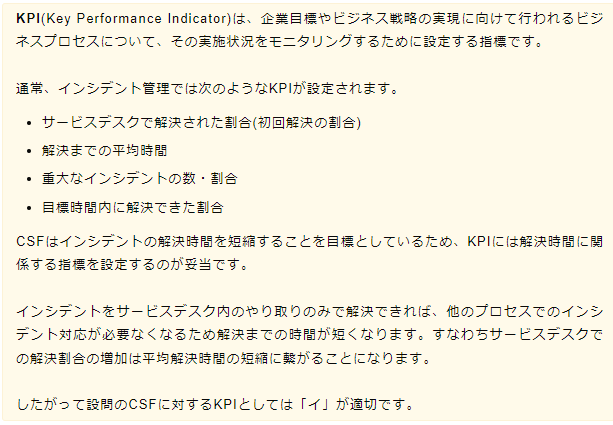 KPI(Key Performance Indicator)は、企業目標やビジネス戦略の実現に向けて行われるビジ
ネスプロセスについて、その実施状況をモニタリングするために設定する指標です。
通常、インシデント管理では次のようなKPIが設定されます。
• サービスデスクで解決された割合(初回解決の割合)
• 解決までの平均時間
• 重大なインシデントの数・割合
• 目標時間内に解決できた割合
CSFはインシデントの解決時間を短縮することを目標としているため、KPIには解決時間に関
係する指標を設定するのが妥当です。
インシデントをサービスデスク内のやり取りのみで解決できれば、他のプロセスでのインシ
デント対応が必要なくなるため解決までの時間が短くなります。すなわちサービスデスクで
の解決割合の増加は平均解決時間の短縮に繋がることになります。
したがって設問のCSFに対するKPIとしては「イ」が適切です。